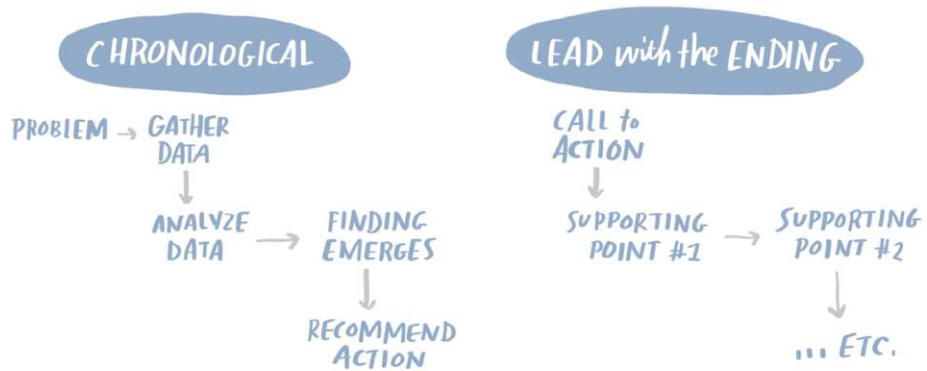 CHRONOLOGICAL
PROBLEM → GATHER
DATA
ANALYZE
DATA → FINDING
EMERGES
RECOMMEND
ACTION
LEAD with the ENDING
CALL to
ACTION
SUPPORTING
POINT #1 → SUPPORTING
POINT #2
... ETC.